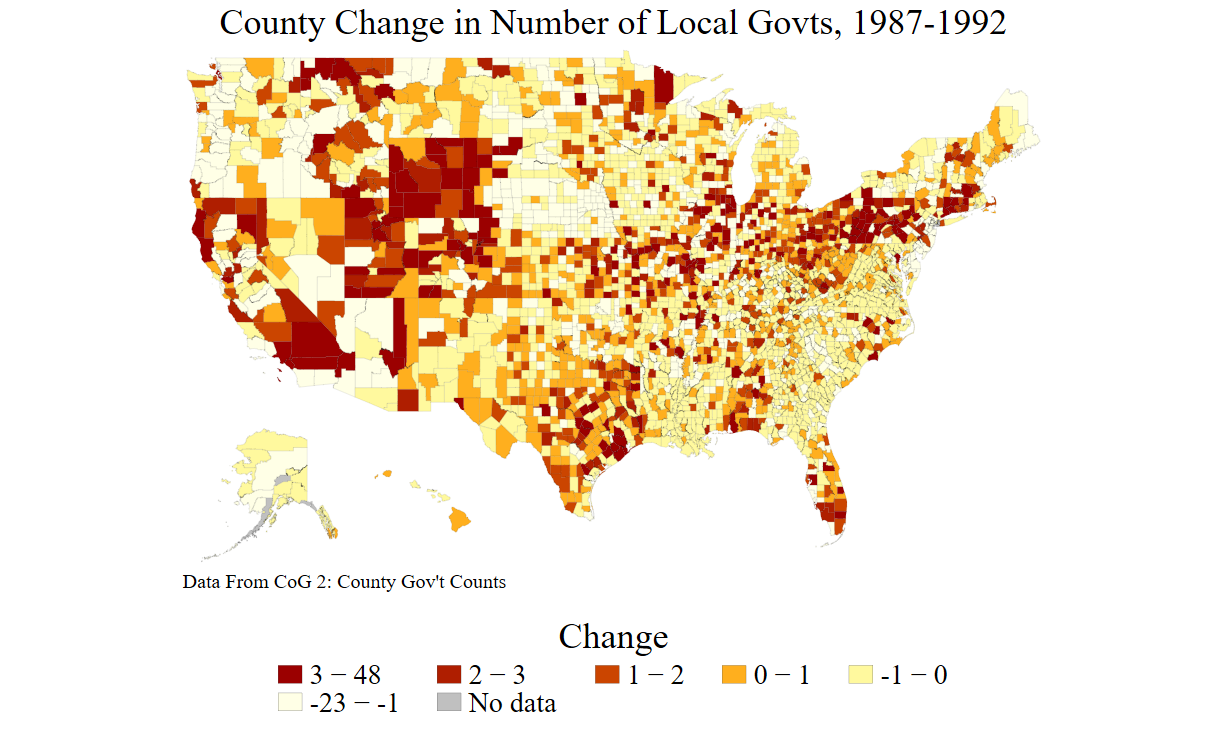 County Change in Number of Local Govts, 1987-1992
Data From CoG 2: County Gov't Counts
Change
3 − 48
2 − 3
1 − 2
0 − 1
-1 − 0
-23 − -1
No data